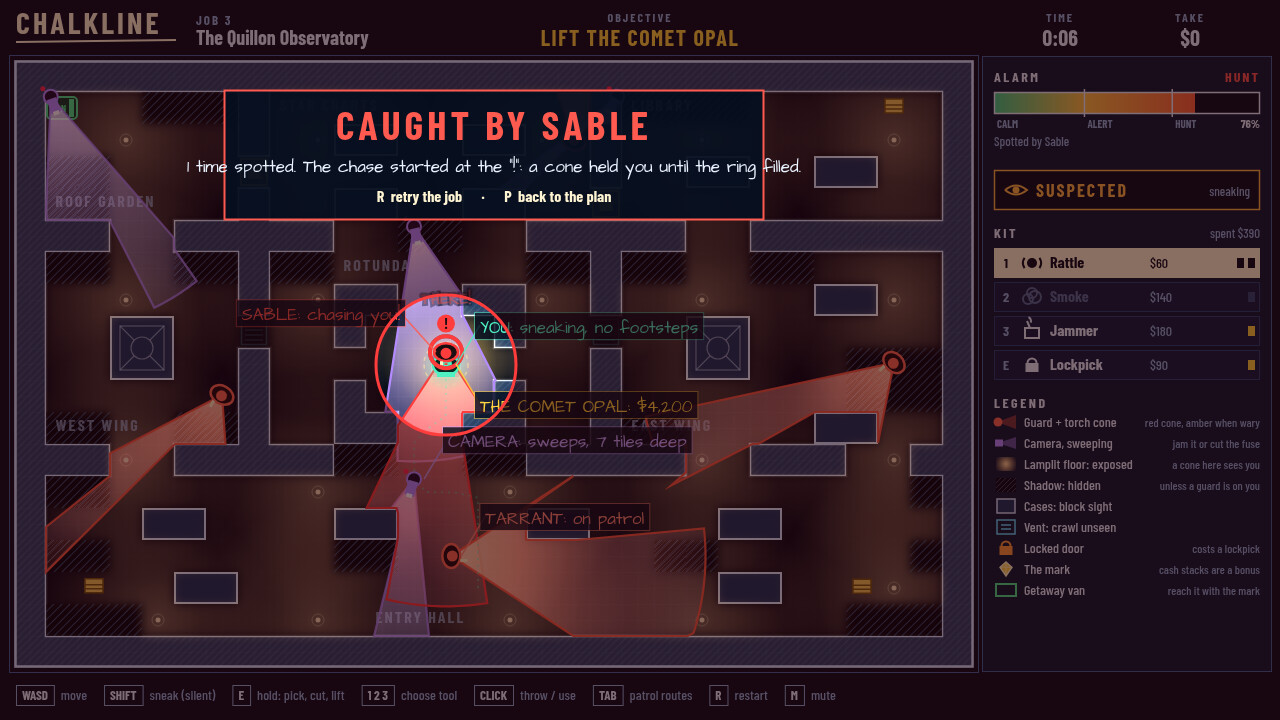 CHALKLINE
JOB 3
The Quillon Observatory
OBJECTIVE
LIFT THE COMET OPAL
TIME
0:06
TAKE
$0
CAUGHT BY SABLE
1 time spotted. The chase started at the "!": a cone held you until the ring filled.
R retry the job · P back to the plan
ROOF GARDEN
ROTUNDA
SABLE: chasing you!
YOU: sneaking, no footsteps
THE COMET OPAL: $4,200
CAMERA: sweeps, 7 tiles deep
WEST WING
EAST WING
TARRANT: on patrol
ENTRY HALL
!
ALARM
HUNT
CALM
ALERT
HUNT
76%
Spotted by Sable
SUSPECTED
sneaking
KIT
spent $390
1 Rattle $60
2 Smoke $140
3 Jammer $180
E Lockpick $90
LEGEND
Guard + torch cone red cone, amber when wary
Camera, sweeping jam it or cut the fuse
Lamplit floor: exposed a cone here sees you
Shadow: hidden unless a guard is on you
Cases: block sight
Vent: crawl unseen
Locked door costs a lockpick
The mark cash stacks are a bonus
Getaway van reach it with the mark
WASD move SHIFT sneak (silent) E hold: pick, cut, lift 1 2 3 choose tool CLICK throw / use TAB patrol routes R restart M mute